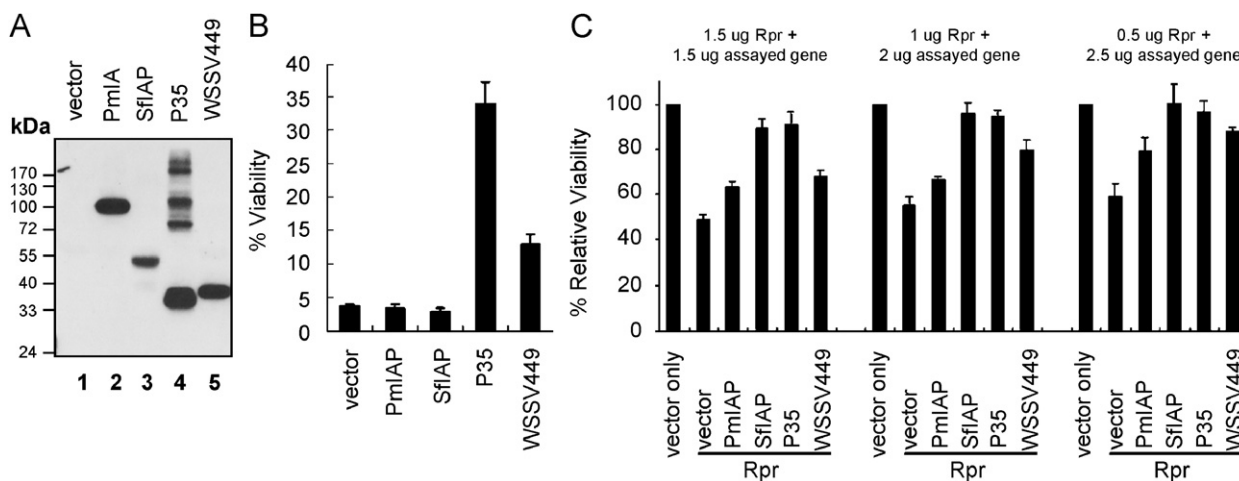 A
vector
PmIA
SfIAP
P35
WSSV449
kDa
170
130
100
72
55
40
33
24
1 2 3 4 5
B
% Viability
40
35
30
25
20
15
10
5
0
vector
PmIAP
SfIAP
P35
WSSV449
C
1.5 ug Rpr +
1.5 ug assayed gene
1 ug Rpr +
2 ug assayed gene
0.5 ug Rpr +
2.5 ug assayed gene
% Relative Viability
100
80
60
40
20
0
vector only
vector
PmIAP
SfIAP
P35
WSSV449
Rpr
vector only
vector
PmIAP
SfIAP
P35
WSSV449
Rpr
vector only
vector
PmIAP
SfIAP
P35
WSSV449
Rpr